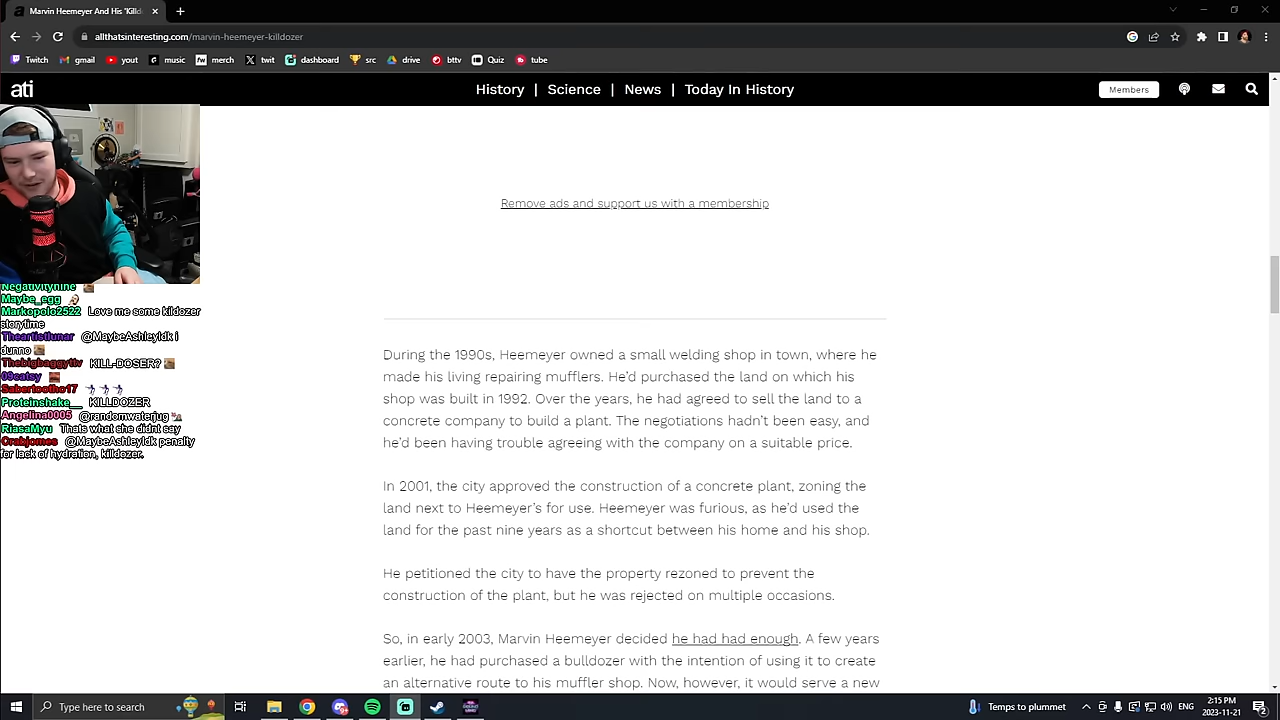 Marvin Heemeyer And His 'Killd
allthatsinteresting.com/marvin-heemeyer-killdozer
Twitch gmail yout music merch twit dashboard src drive bttv Quiz tube
ati History | Science | News | Today In History Members
Remove ads and support us with a membership
Negativitynine
Maybe_egg
Markopolo2522 Love me some kildozer
storytime
Theartistlunar @MaybeAshleyIdk i
dunno
Thebigbaggyttv KILL-DOSER?
09catsy
Sabertootho17
Proteinshake__ KILLDOZER
Angelina0005 @randomwaterjug
RiasaMyu Thats what she didnt say
Orabjomes @MaybeAshleyIdk penalty
for lack of hydration, killdozer.
During the 1990s, Heemeyer owned a small welding shop in town, where he
made his living repairing mufflers. He'd purchased the land on which his
shop was built in 1992. Over the years, he had agreed to sell the land to a
concrete company to build a plant. The negotiations hadn't been easy, and
he'd been having trouble agreeing with the company on a suitable price.
In 2001, the city approved the construction of a concrete plant, zoning the
land next to Heemeyer's for use. Heemeyer was furious, as he'd used the
land for the past nine years as a shortcut between his home and his shop.
He petitioned the city to have the property rezoned to prevent the
construction of the plant, but he was rejected on multiple occasions.
So, in early 2003, Marvin Heemeyer decided he had had enough. A few years
earlier, he had purchased a bulldozer with the intention of using it to create
an alternative route to his muffler shop. Now, however, it would serve a new
Type here to search
Temps to plummet
ENG
2:15 PM
2023-11-21
2